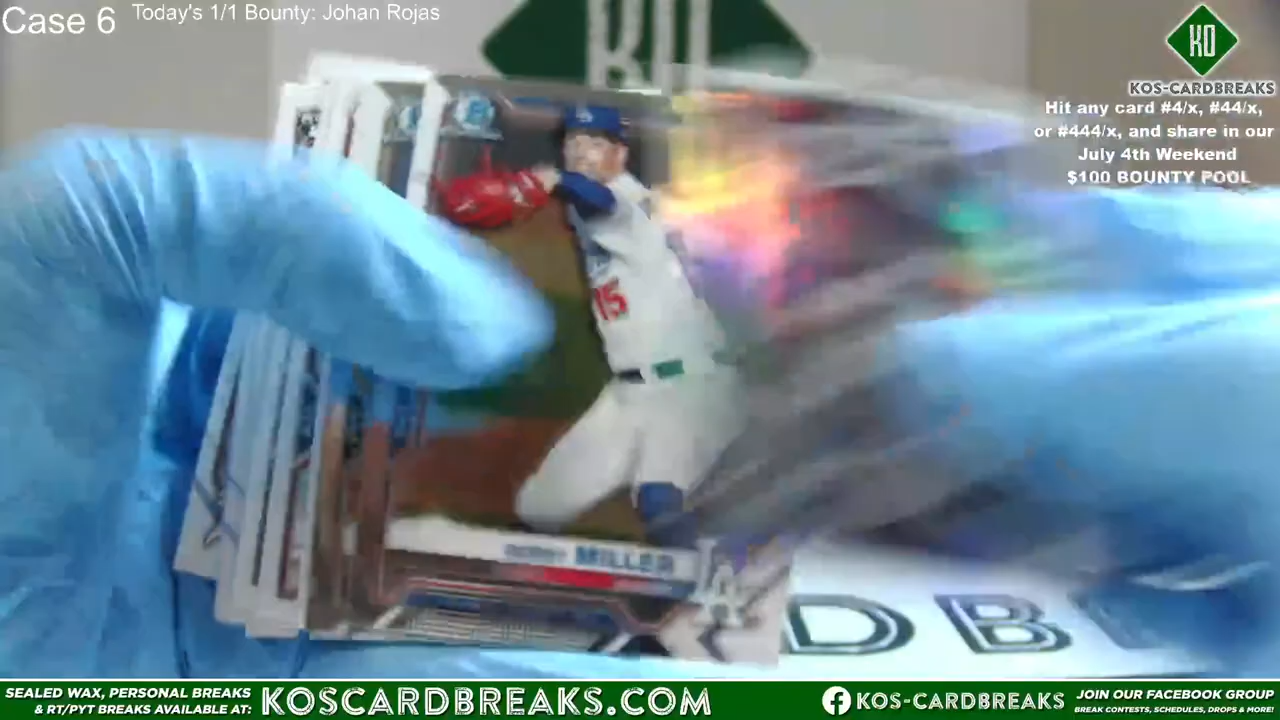 Case 6
Today's 1/1 Bounty: Johan Rojas
KO
KOS-CARDBREAKS
Hit any card #4/x, #44/x,
or #444/x, and share in our
July 4th Weekend
$100 BOUNTY POOL
15
MILLER
LA
DB
SEALED WAX, PERSONAL BREAKS
& RT/PYT BREAKS AVAILABLE AT:
KOSCARDBREAKS.COM
KOS-CARDBREAKS
JOIN OUR FACEBOOK GROUP
BREAK CONTESTS, SCHEDULES, DROPS & MORE!